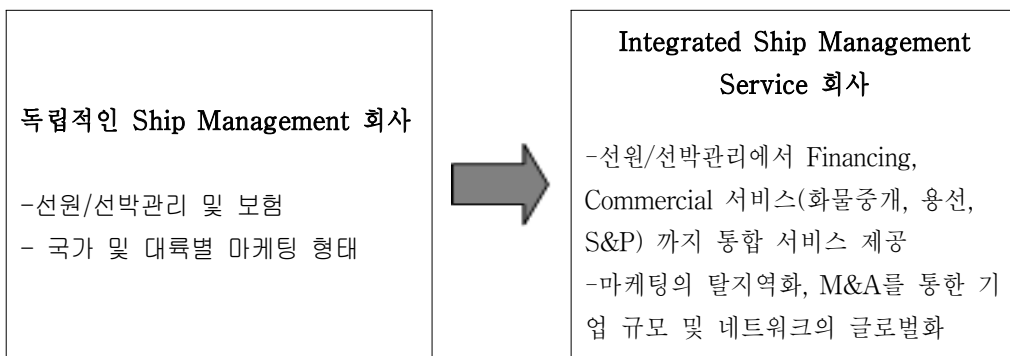 독립적인 Ship Management 회사
-선원/선박관리 및 보험
- 국가 및 대륙별 마케팅 형태
Integrated Ship Management
Service 회사
-선원/선박관리에서 Financing,
Commercial 서비스(화물중개, 용선,
S&P) 까지 통합 서비스 제공
-마케팅의 탈지역화, M&A를 통한 기
업 규모 및 네트워크의 글로벌화